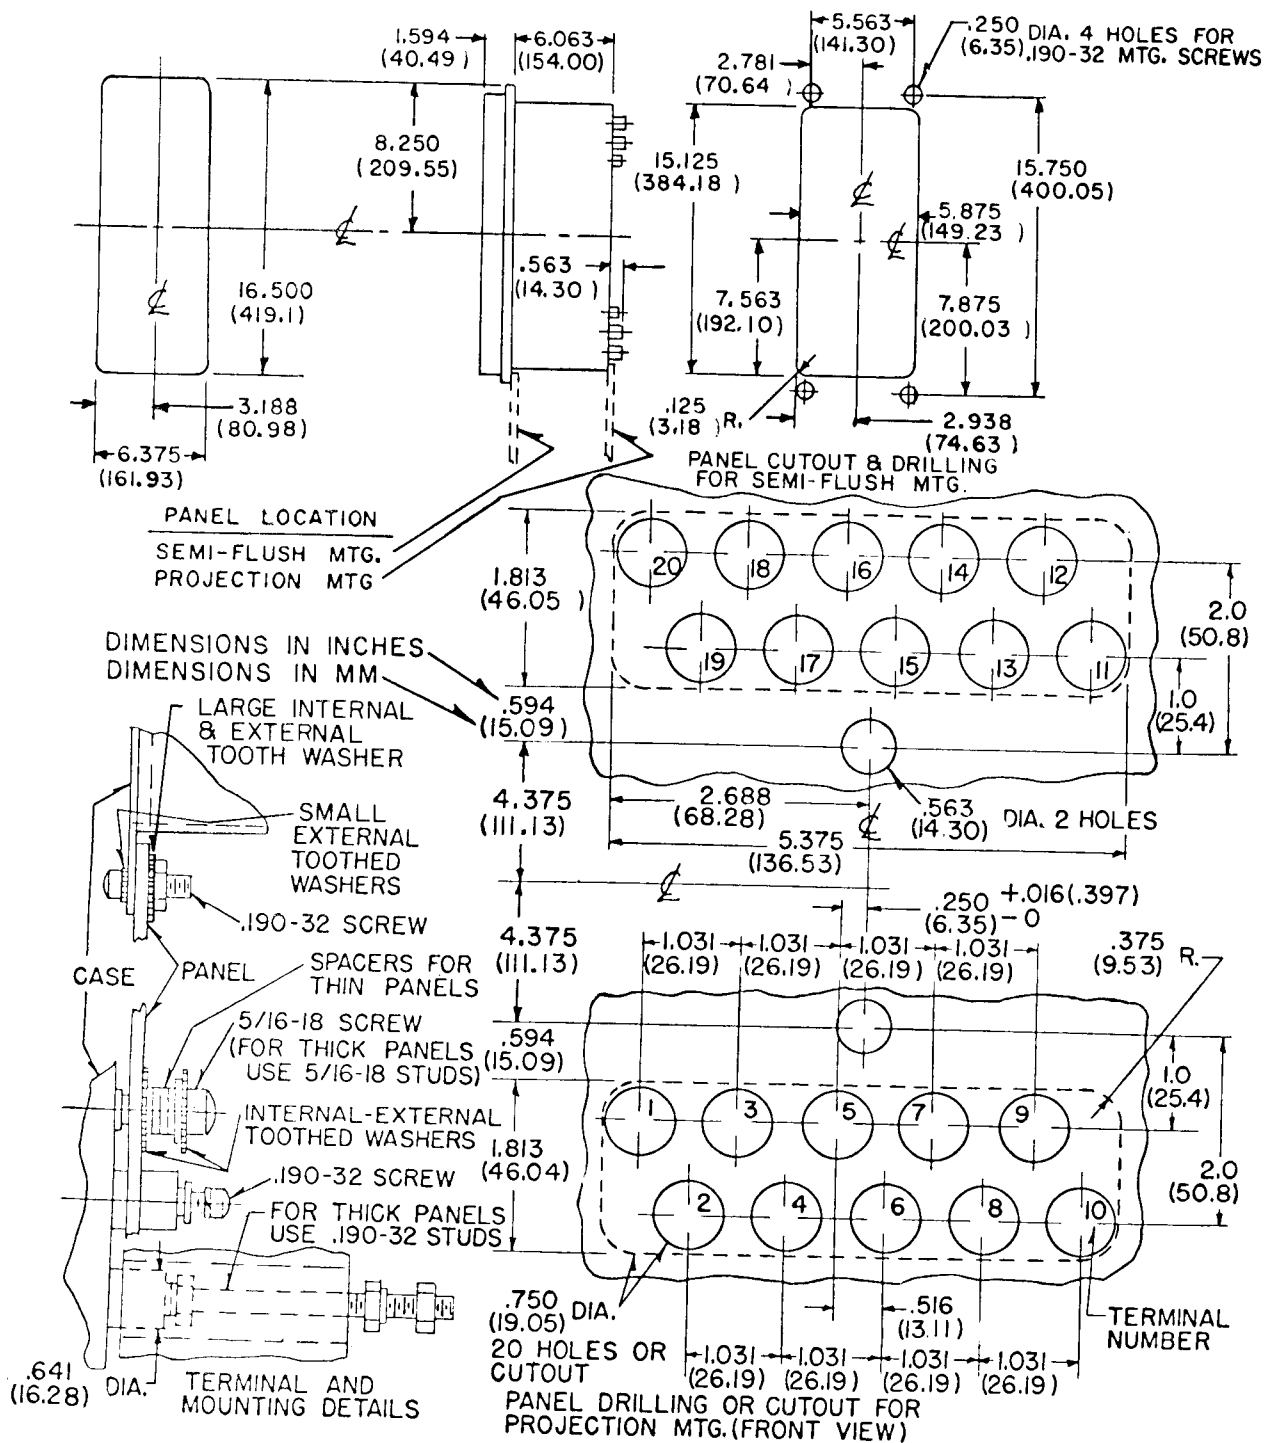 1.594
(40.49)
6.063
(154.00)
8.250
(209.55)
℄
℄
16.500
(419.1)
3.188
(80.98)
6.375
(161.93)
.563
(14.30)
5.563
(141.30)
2.781
(70.64)
.250 DIA. 4 HOLES FOR
(6.35) .190-32 MTG. SCREWS
15.125
(384.18)
15.750
(400.05)
℄
℄
5.875
(149.23)
7.563
(192.10)
7.875
(200.03)
.125
(3.18) R.
2.938
(74.63)
PANEL CUTOUT & DRILLING
FOR SEMI-FLUSH MTG.
PANEL LOCATION
SEMI-FLUSH MTG.
PROJECTION MTG
DIMENSIONS IN INCHES
DIMENSIONS IN MM
1.813
(46.05)
20 18 16 14 12
19 17 15 13 11
2.0
(50.8)
1.0
(25.4)
.594
(15.09)
4.375
(111.13)
2.688
(68.28)
℄
.563
(14.30) DIA. 2 HOLES
5.375
(136.53)
℄
.250 +.016(.397)
(6.35) -0
4.375
(111.13)
1.031 1.031 1.031 1.031
(26.19) (26.19) (26.19) (26.19)
.375
(9.53) R.
.594
(15.09)
1.813
(46.04)
1 3 5 7 9
2 4 6 8 10
1.0
(25.4)
2.0
(50.8)
.750 DIA.
(19.05)
20 HOLES OR
CUTOUT
.516
(13.11)
TERMINAL
NUMBER
1.031 1.031 1.031 1.031
(26.19) (26.19) (26.19) (26.19)
PANEL DRILLING OR CUTOUT FOR
PROJECTION MTG.(FRONT VIEW)
LARGE INTERNAL
& EXTERNAL
TOOTH WASHER
SMALL
EXTERNAL
TOOTHED
WASHERS
.190-32 SCREW
CASE
PANEL
SPACERS FOR
THIN PANELS
5/16-18 SCREW
(FOR THICK PANELS
USE 5/16-18 STUDS)
INTERNAL-EXTERNAL
TOOTHED WASHERS
.190-32 SCREW
FOR THICK PANELS
USE .190-32 STUDS
.641
(16.28) DIA.
TERMINAL AND
MOUNTING DETAILS